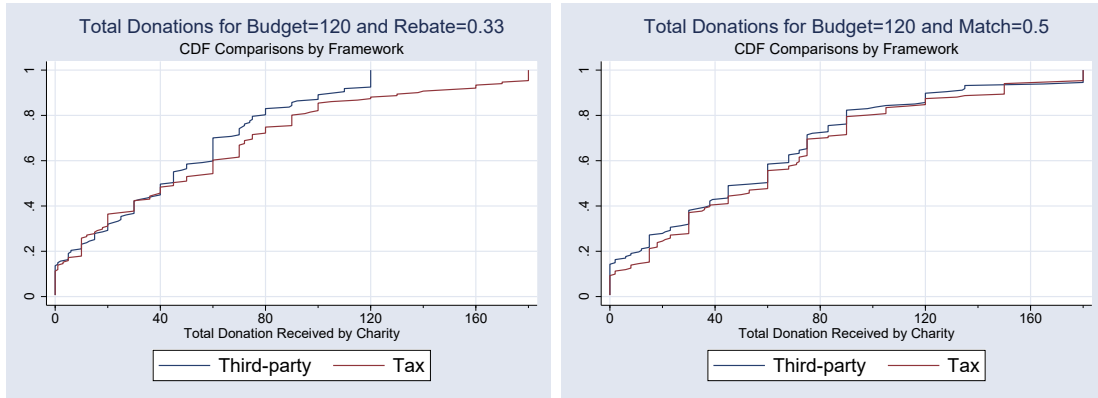 Total Donations for Budget=120 and Rebate=0.33
CDF Comparisons by Framework
1
.8
.6
.4
.2
0
0 40 80 120 160
Total Donation Received by Charity
Third-party Tax
Total Donations for Budget=120 and Match=0.5
CDF Comparisons by Framework
1
.8
.6
.4
.2
0
0 40 80 120 160
Total Donation Received by Charity
Third-party Tax